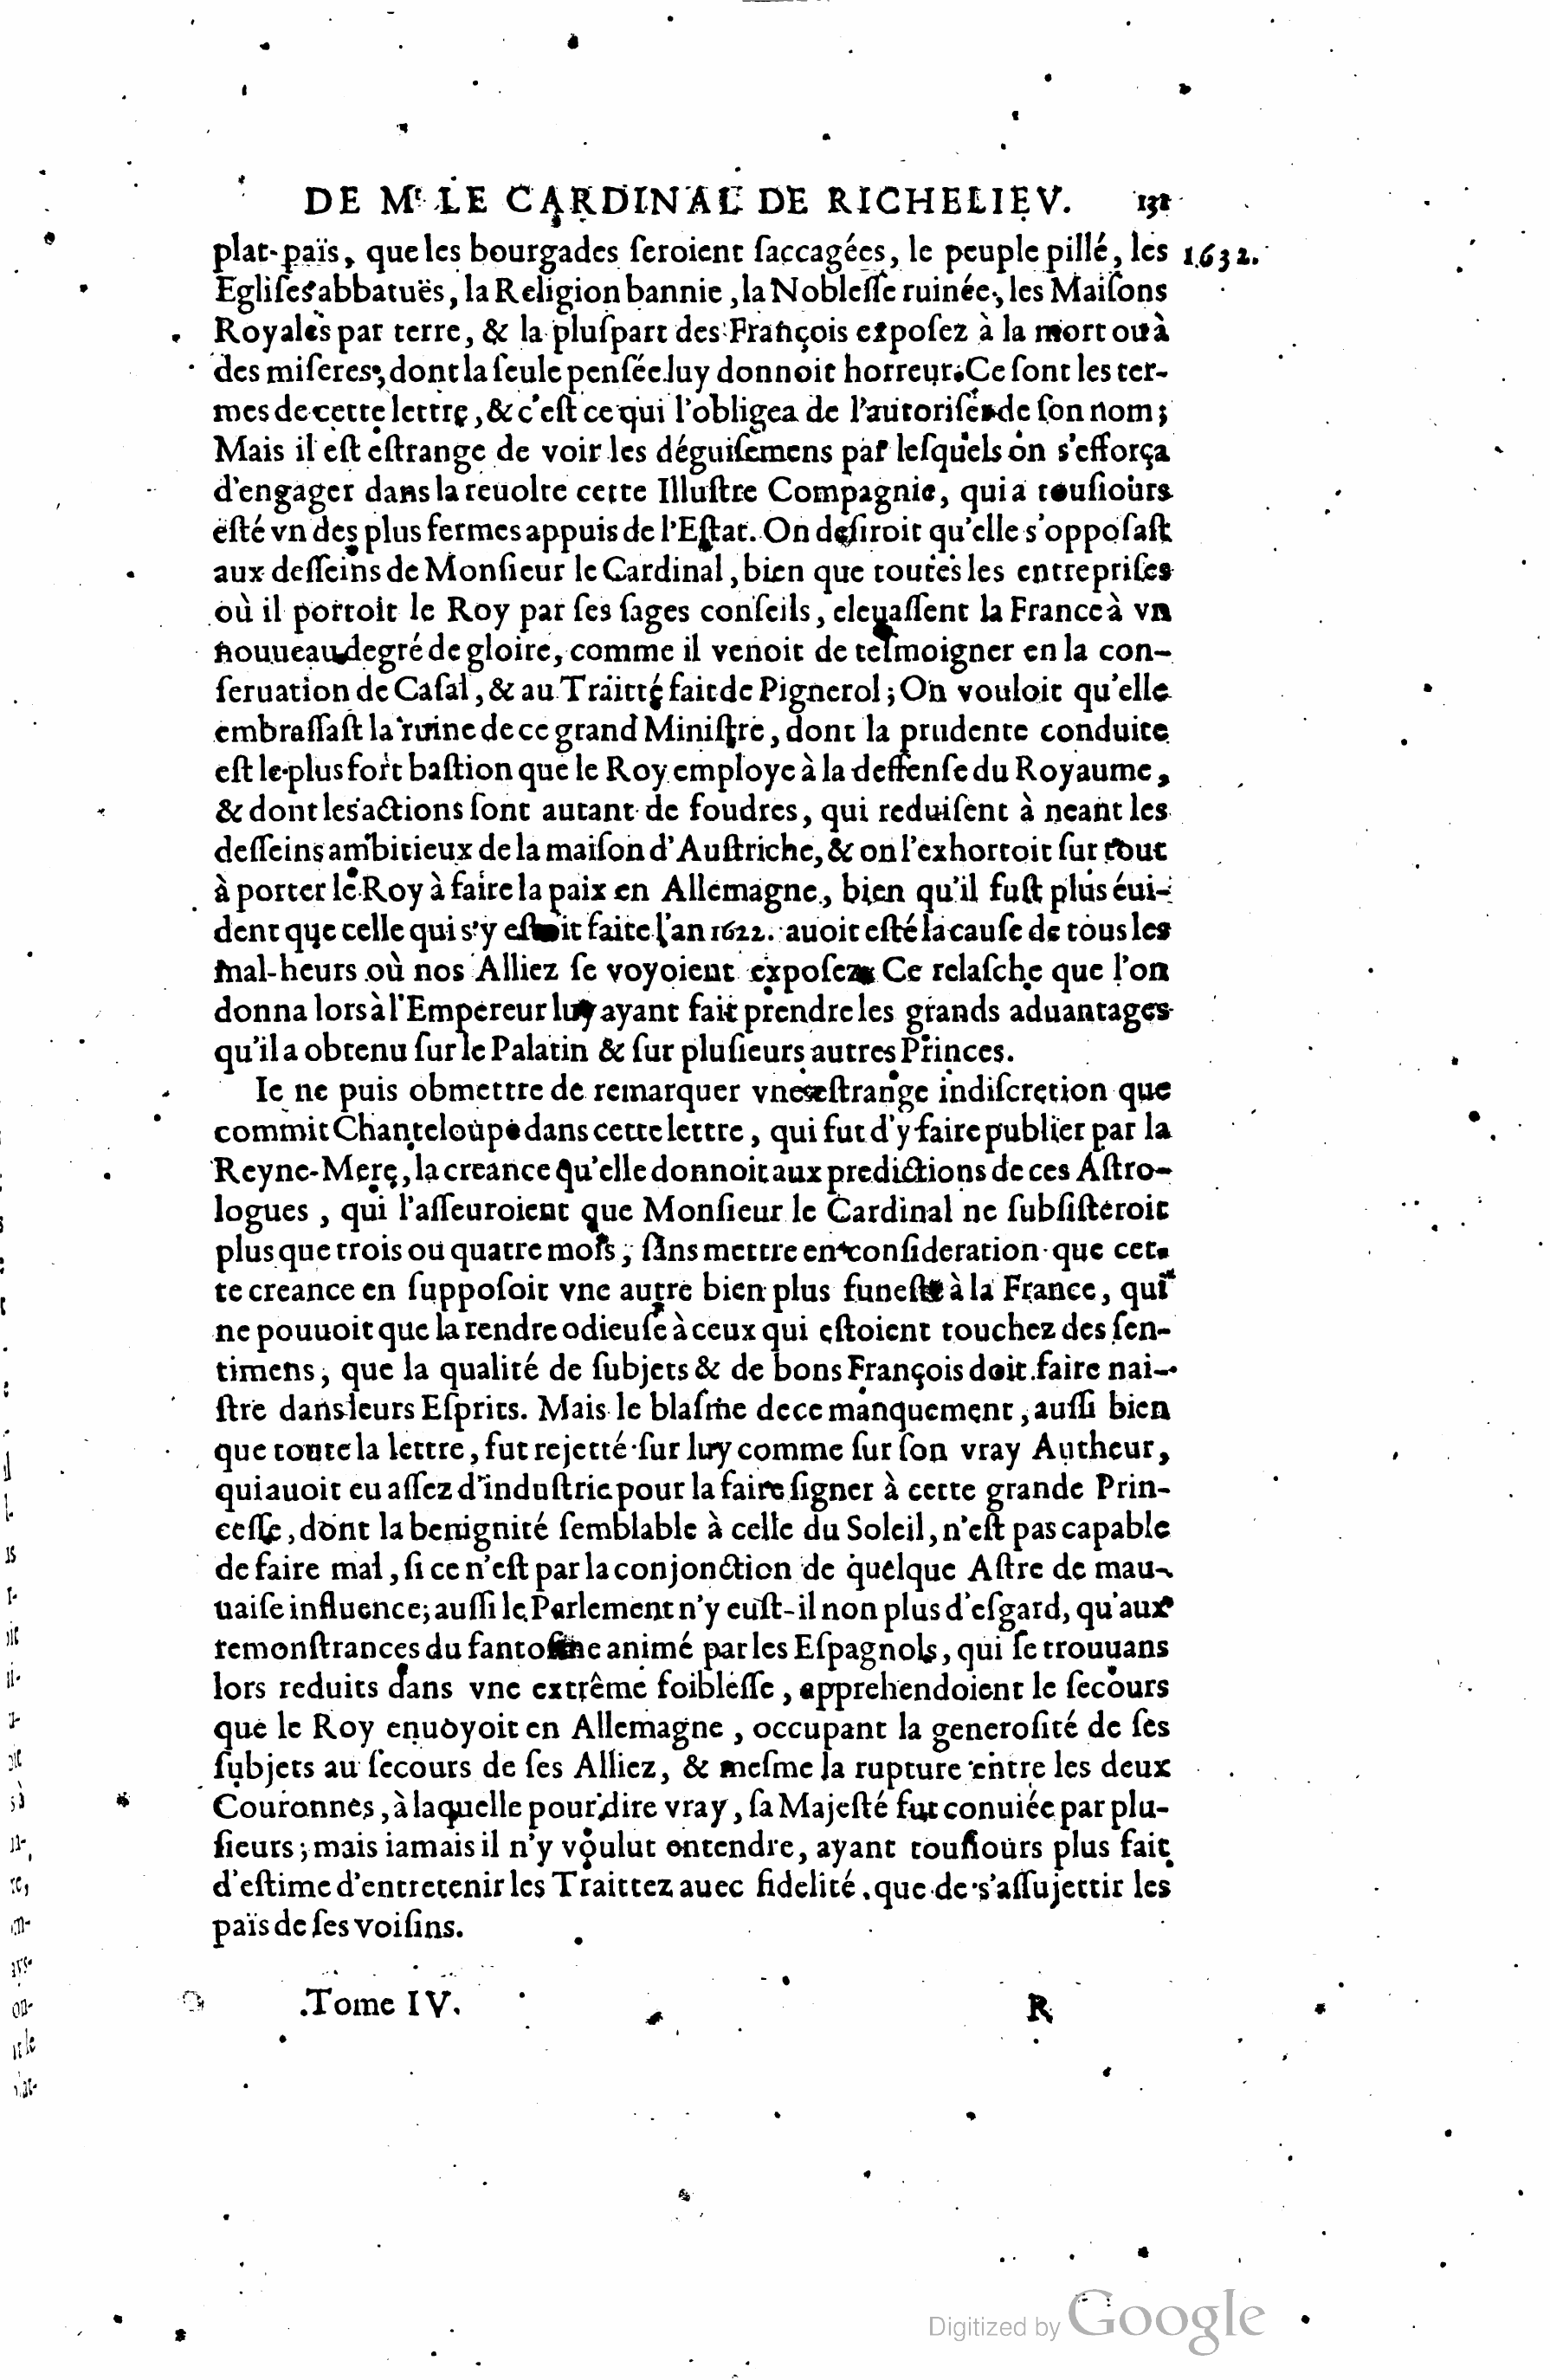 DE Mr LE CARDINAL DE RICHELIEV. 131
plat-païs, que les bourgades ſeroient ſaccagées, le peuple pillé, les 1632.
Egliſes abbatuës, la Religion bannie, la Nobleſſe ruinée, les Maiſons
Royales par terre, & la pluſpart des François expoſez à la mort ou à
des miſeres, dont la ſeule penſée luy donnoit horreur. Ce ſont les ter-
mes de cette lettre, & c'eſt ce qui l'obligea de l'autoriſer de ſon nom;
Mais il eſt eſtrange de voir les déguiſemens par leſquels on s'efforça
d'engager dans la reuolte cette Illuſtre Compagnie, qui a touſiours
eſté vn des plus fermes appuis de l'Eſtat. On deſiroit qu'elle s'oppoſaſt
aux deſſeins de Monſieur le Cardinal, bien que toutes les entrepriſes
où il portoit le Roy par ſes ſages conſeils, eleuaſſent la France à vn
nouueau degré de gloire, comme il venoit de teſmoigner en la con-
ſeruation de Caſal, & au Traitté fait de Pignerol; On vouloit qu'elle
embraſſaſt la ruine de ce grand Miniſtre, dont la prudente conduite
eſt le plus fort baſtion que le Roy employe à la deffenſe du Royaume,
& dont les actions ſont autant de foudres, qui reduiſent à neant les
deſſeins ambitieux de la maiſon d'Auſtriche, & on l'exhortoit ſur tout
à porter le Roy à faire la paix en Allemagne, bien qu'il fuſt plus éui-
dent que celle qui s'y eſtoit faite l'an 1622. auoit eſté la cauſe de tous les
mal-heurs où nos Alliez ſe voyoient expoſez. Ce relaſche que l'on
donna lors à l'Empereur luy ayant fait prendre les grands aduantages
qu'il a obtenu ſur le Palatin & ſur pluſieurs autres Princes.
Ie ne puis obmettre de remarquer vne eſtrange indiſcretion que
commit Chanteloupe dans cette lettre, qui fut d'y faire publier par la
Reyne-Mere, la creance qu'elle donnoit aux predictions de ces Aſtro-
logues, qui l'aſſeuroient que Monſieur le Cardinal ne ſubſiſteroit
plus que trois ou quatre mois, ſans mettre en conſideration que cet-
te creance en ſuppoſoit vne autre bien plus funeſte à la France, qui
ne pouuoit que la rendre odieuſe à ceux qui eſtoient touchez des ſen-
timens, que la qualité de ſubjets & de bons François doit faire nai-
ſtre dans leurs Eſprits. Mais le blaſme de ce manquement, auſſi bien
que toute la lettre, fut rejetté ſur luy comme ſur ſon vray Autheur,
qui auoit eu aſſez d'induſtrie pour la faire ſigner à cette grande Prin-
ceſſe, dont la benignité ſemblable à celle du Soleil, n'eſt pas capable
de faire mal, ſi ce n'eſt par la conjonction de quelque Aſtre de mau-
uaiſe influence; auſſi le Parlement n'y euſt-il non plus d'eſgard, qu'aux
remonſtrances du fantoſme animé par les Eſpagnols, qui ſe trouuans
lors reduits dans vne extrême foibleſſe, apprehendoient le ſecours
que le Roy enuoyoit en Allemagne, occupant la generoſité de ſes
ſubjets au ſecours de ſes Alliez, & meſme la rupture entre les deux
Couronnes, à laquelle pour dire vray, ſa Majeſté fut conuiée par plu-
ſieurs; mais iamais il n'y voulut entendre, ayant touſiours plus fait
d'eſtime d'entretenir les Traittez auec fidelité, que de s'aſſujettir les
païs de ſes voiſins.
Tome IV. R
Digitized by Google